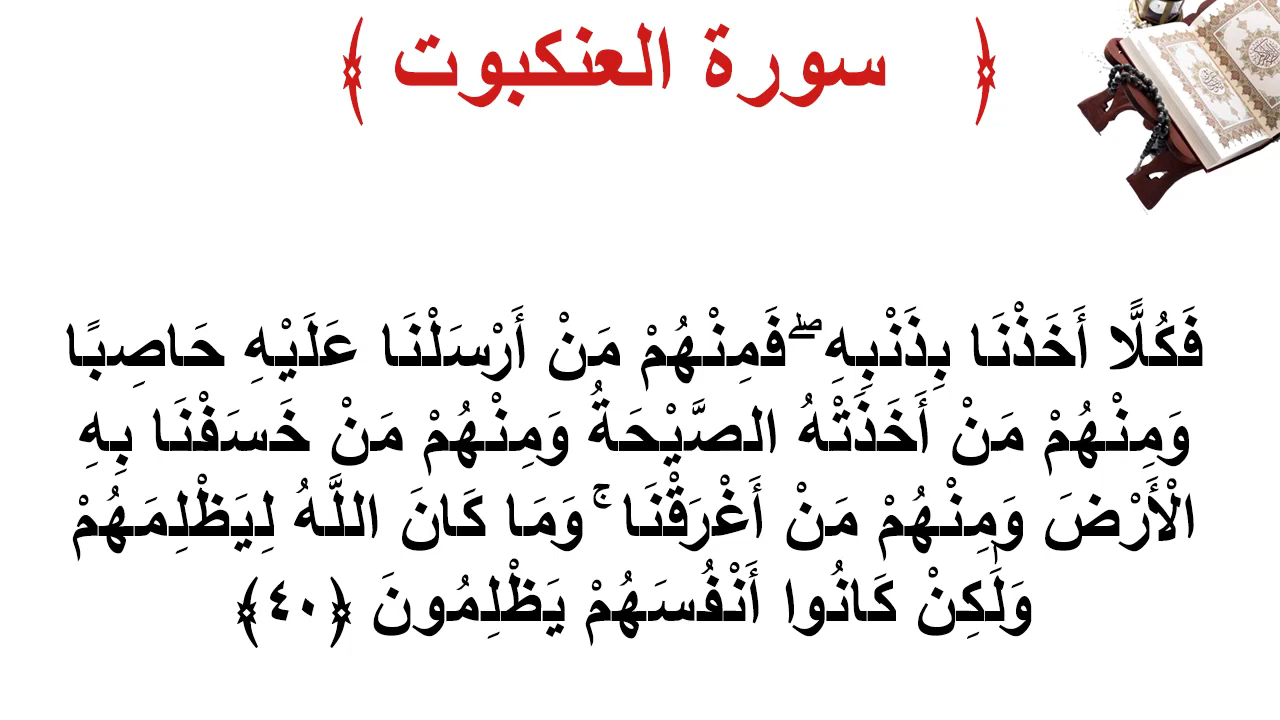 ﴿ سورة العنكبوت ﴾
فَكُلًّا أَخَذْنَا بِذَنْبِهِ ۖ فَمِنْهُمْ مَنْ أَرْسَلْنَا عَلَيْهِ حَاصِبًا
وَمِنْهُمْ مَنْ أَخَذَتْهُ الصَّيْحَةُ وَمِنْهُمْ مَنْ خَسَفْنَا بِهِ
الْأَرْضَ وَمِنْهُمْ مَنْ أَغْرَقْنَا ۚ وَمَا كَانَ اللَّهُ لِيَظْلِمَهُمْ
وَلَٰكِنْ كَانُوا أَنْفُسَهُمْ يَظْلِمُونَ ﴿٤٠﴾